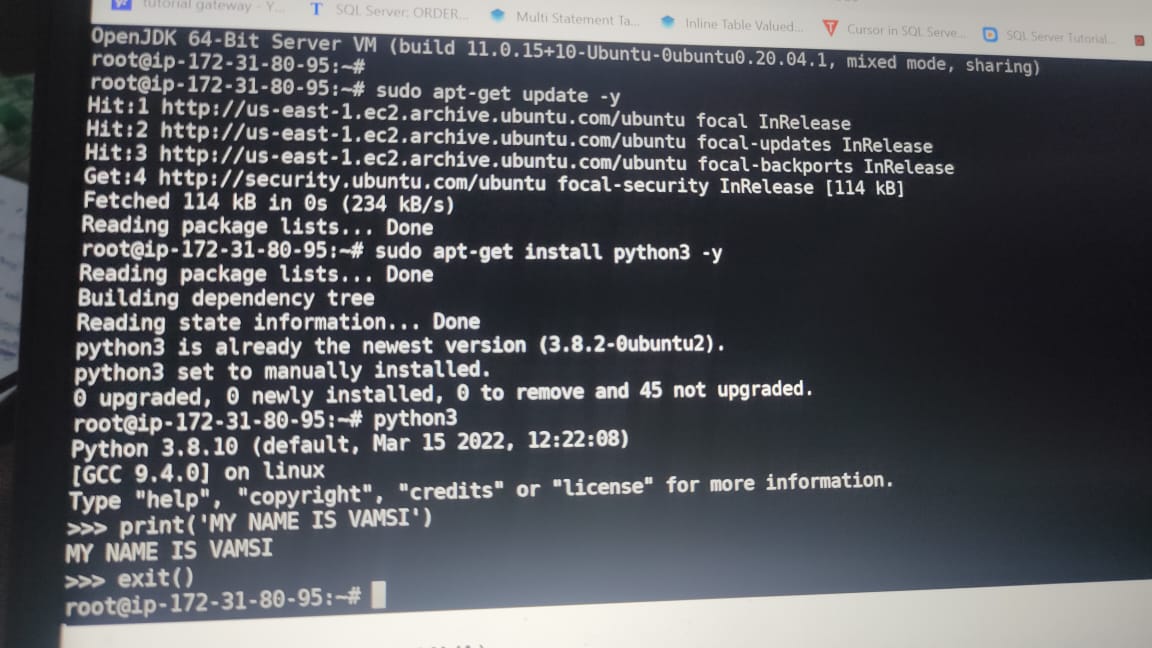 tutorial gateway - Y...
SQL Server: ORDER...
Multi Statement Ta...
Inline Table Valued...
Cursor in SQL Serve...
SQL Server Tutorial...
OpenJDK 64-Bit Server VM (build 11.0.15+10-Ubuntu-0ubuntu0.20.04.1, mixed mode, sharing)
root@ip-172-31-80-95:~#
root@ip-172-31-80-95:~# sudo apt-get update -y
Hit:1 http://us-east-1.ec2.archive.ubuntu.com/ubuntu focal InRelease
Hit:2 http://us-east-1.ec2.archive.ubuntu.com/ubuntu focal-updates InRelease
Hit:3 http://us-east-1.ec2.archive.ubuntu.com/ubuntu focal-backports InRelease
Get:4 http://security.ubuntu.com/ubuntu focal-security InRelease [114 kB]
Fetched 114 kB in 0s (234 kB/s)
Reading package lists... Done
root@ip-172-31-80-95:~# sudo apt-get install python3 -y
Reading package lists... Done
Building dependency tree
Reading state information... Done
python3 is already the newest version (3.8.2-0ubuntu2).
python3 set to manually installed.
0 upgraded, 0 newly installed, 0 to remove and 45 not upgraded.
root@ip-172-31-80-95:~# python3
Python 3.8.10 (default, Mar 15 2022, 12:22:08)
[GCC 9.4.0] on linux
Type "help", "copyright", "credits" or "license" for more information.
>>> print('MY NAME IS VAMSI')
MY NAME IS VAMSI
>>> exit()
root@ip-172-31-80-95:~#